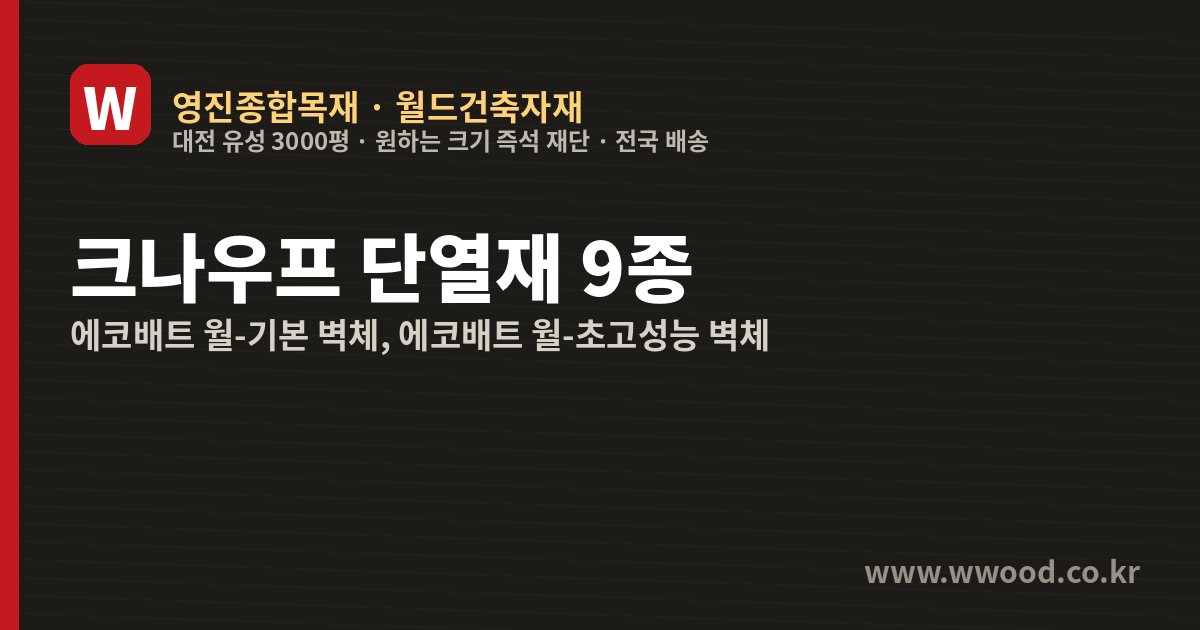 W
영진종합목재 · 월드건축자재
대전 유성 3000평 · 원하는 크기 즉석 재단 · 전국 배송
크나우프 단열재 9종
에코배트 월-기본 벽체, 에코배트 월-초고성능 벽체
www.wwood.co.kr